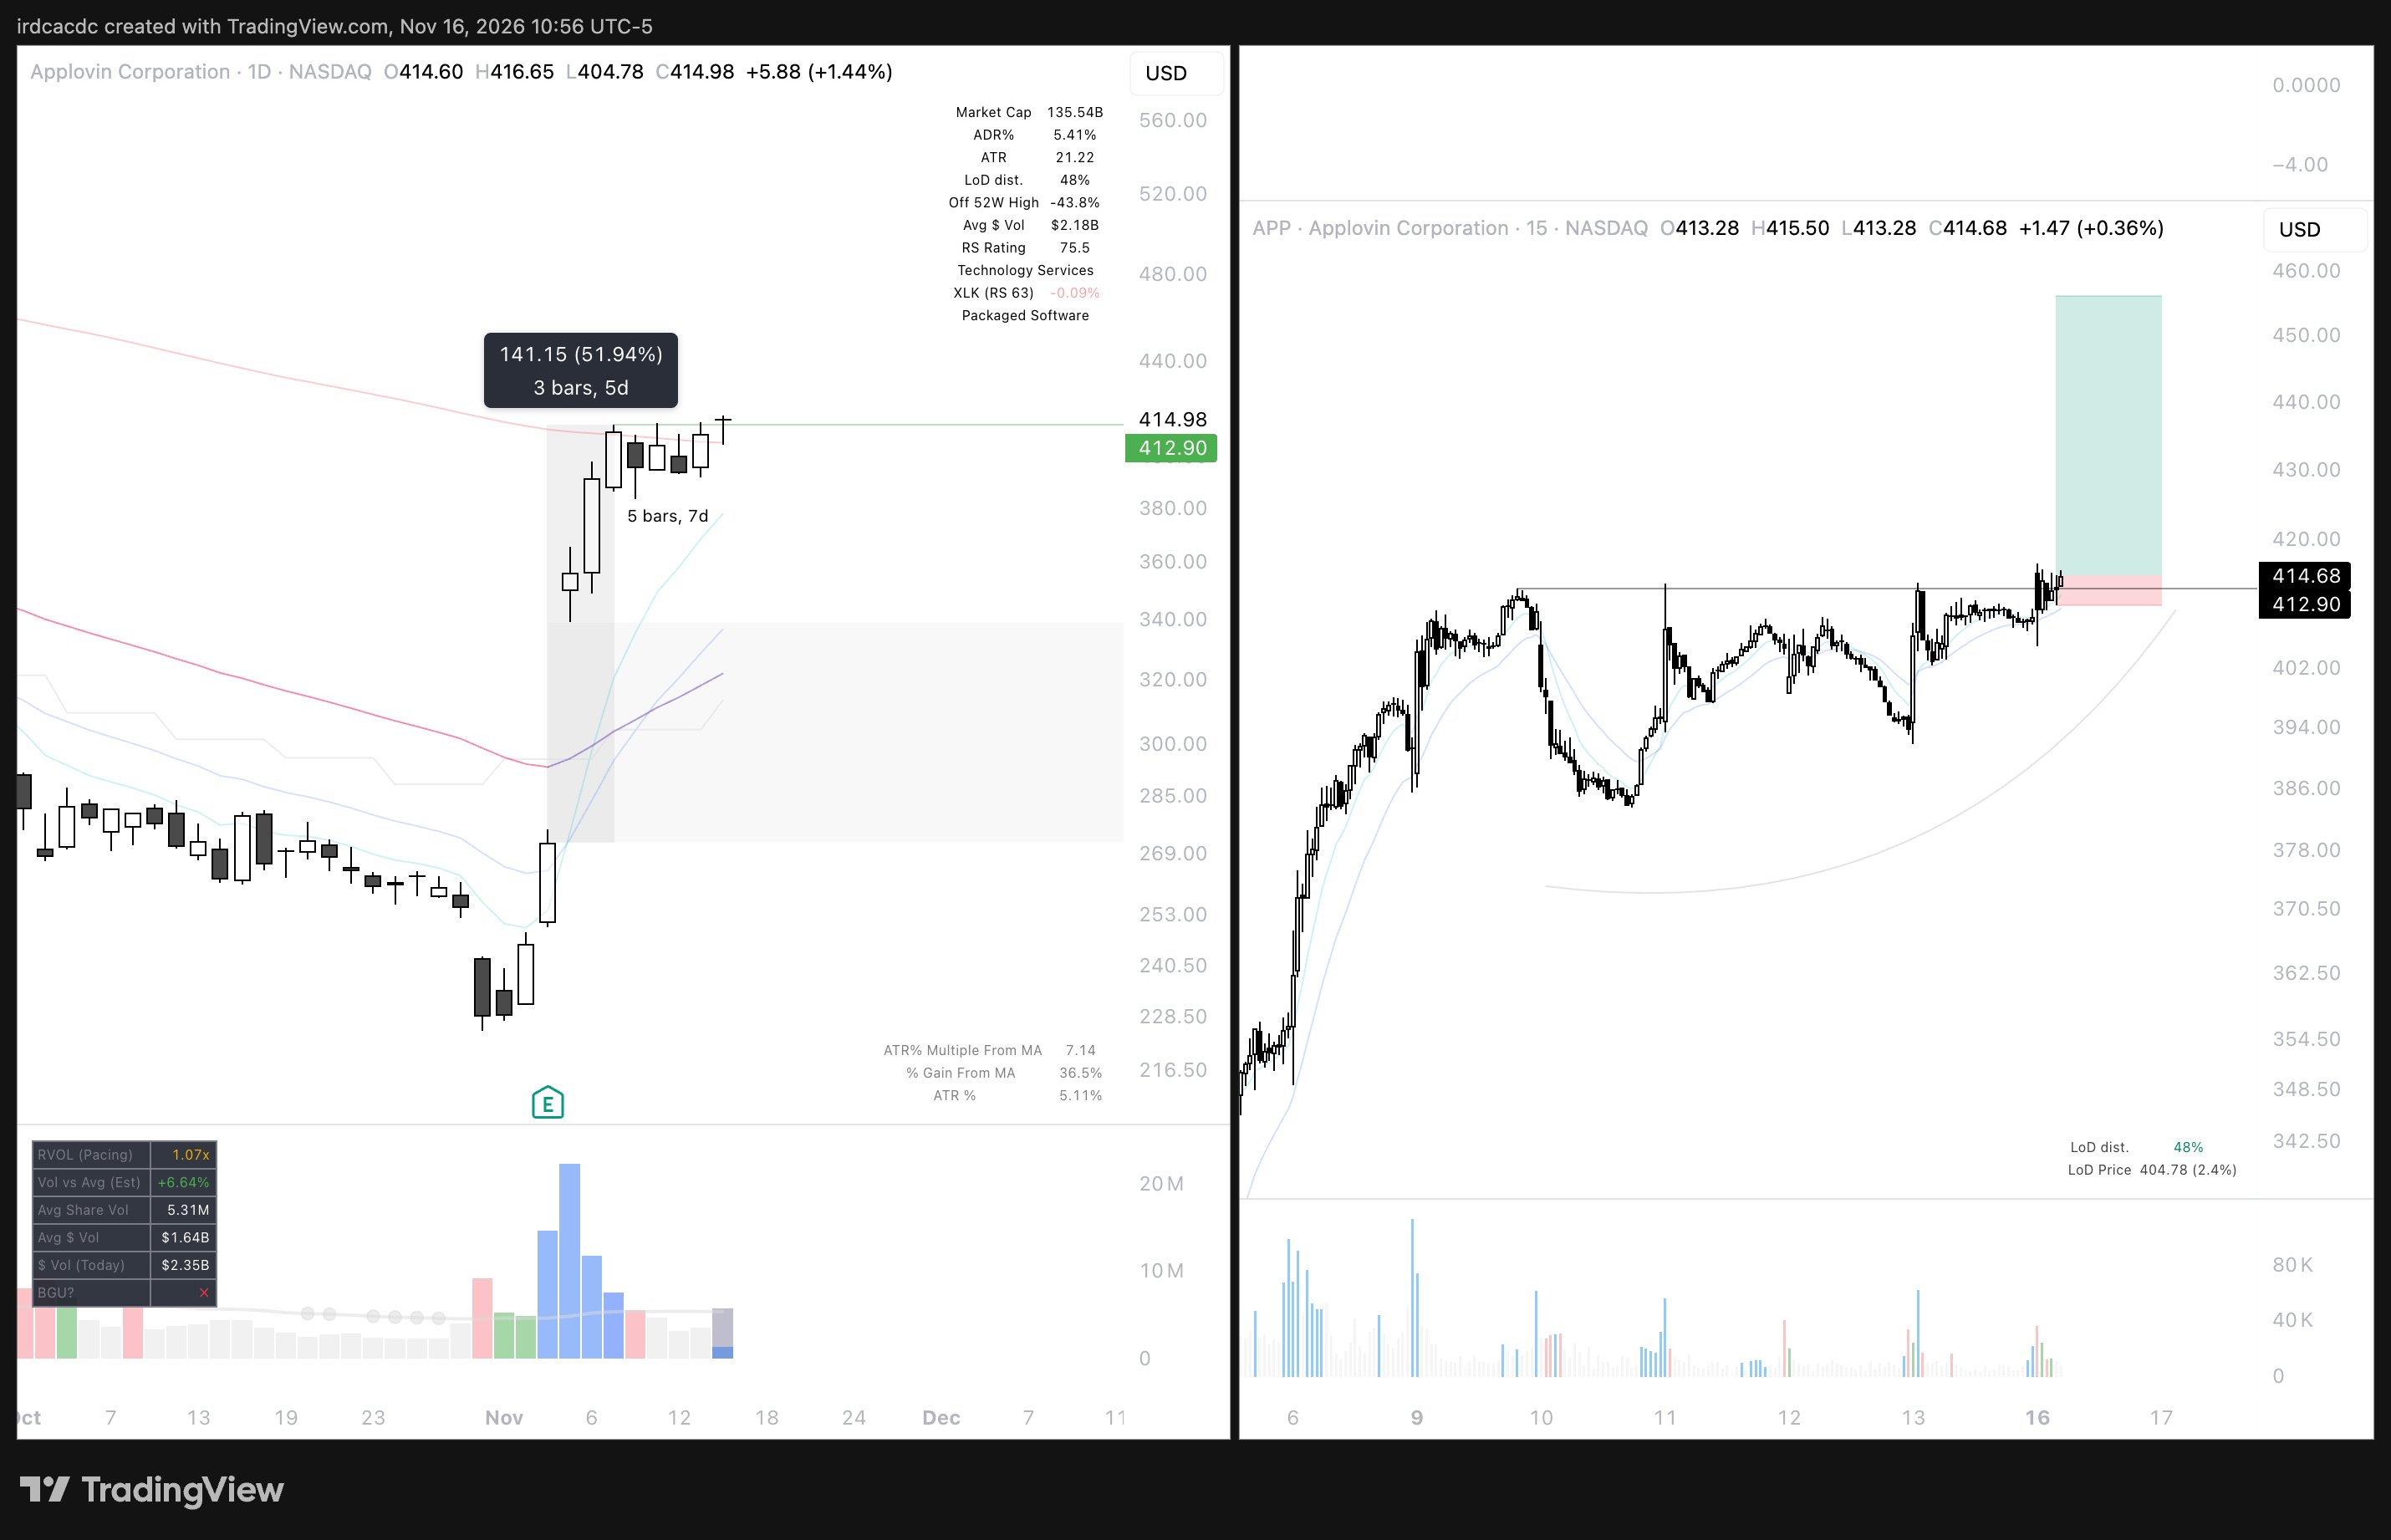 irdcacdc created with TradingView.com, Nov 16, 2026 10:56 UTC-5
Applovin Corporation · 1D · NASDAQ O414.60 H416.65 L404.78 C414.98 +5.88 (+1.44%)
USD
Market Cap 135.54B
ADR% 5.41%
ATR 21.22
LoD dist. 48%
Off 52W High -43.8%
Avg $ Vol $2.18B
RS Rating 75.5
Technology Services
XLK (RS 63) -0.09%
Packaged Software
560.00
520.00
480.00
440.00
414.98
412.90
380.00
360.00
340.00
320.00
300.00
285.00
269.00
253.00
240.50
228.50
216.50
141.15 (51.94%)
3 bars, 5d
5 bars, 7d
E
ATR% Multiple From MA 7.14
% Gain From MA 36.5%
ATR % 5.11%
RVOL (Pacing) 1.07x
Vol vs Avg (Est) +6.64%
Avg Share Vol 5.31M
Avg $ Vol $1.64B
$ Vol (Today) $2.35B
BGU? ×
20 M
10 M
0
Oct 7 13 19 23 Nov 6 12 18 24 Dec 7 11
0.0000
−4.00
APP · Applovin Corporation · 15 · NASDAQ O413.28 H415.50 L413.28 C414.68 +1.47 (+0.36%)
USD
460.00
450.00
440.00
430.00
420.00
414.68
412.90
402.00
394.00
386.00
378.00
370.50
362.50
354.50
348.50
342.50
LoD dist. 48%
LoD Price 404.78 (2.4%)
80 K
40 K
0
6 9 10 11 12 13 16 17
TradingView